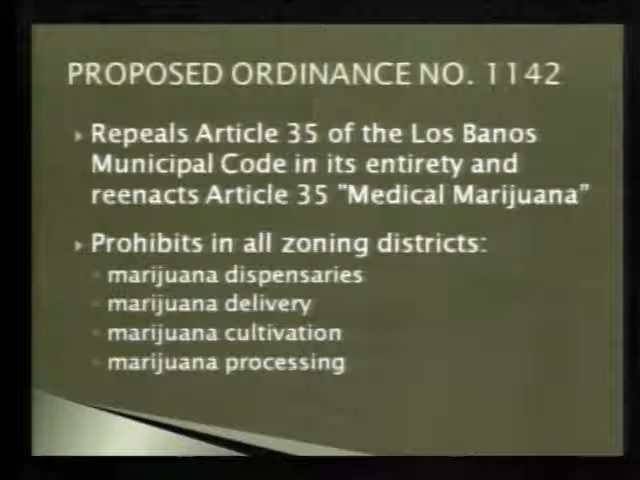 PROPOSED ORDINANCE NO. 1142
Repeals Article 35 of the Los Banos
Municipal Code in its entirety and
reenacts Article 35 "Medical Marijuana"
Prohibits in all zoning districts:
marijuana dispensaries
marijuana delivery
marijuana cultivation
marijuana processing